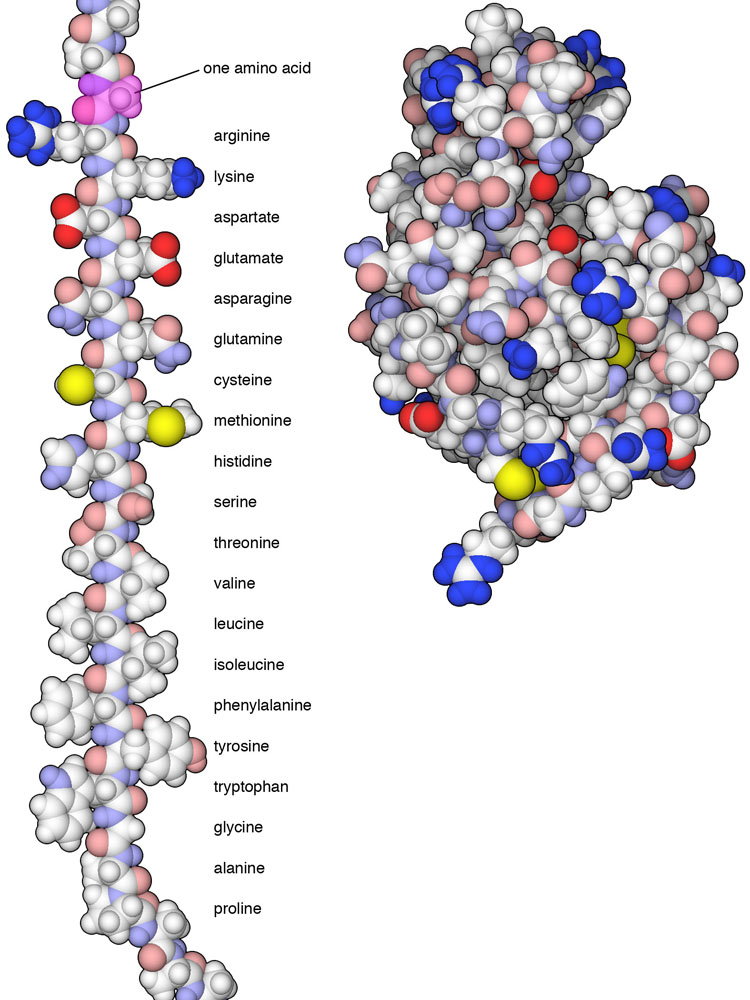 one amino acid
arginine
lysine
aspartate
glutamate
asparagine
glutamine
cysteine
methionine
histidine
serine
threonine
valine
leucine
isoleucine
phenylalanine
tyrosine
tryptophan
glycine
alanine
proline